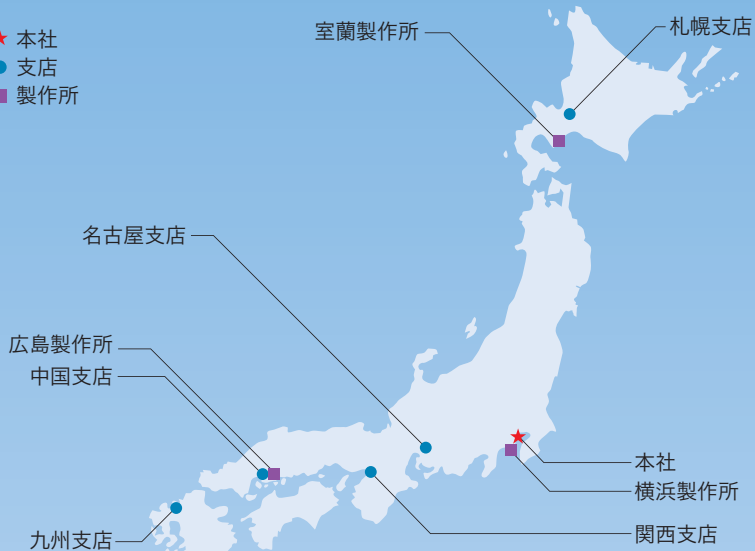 本社
支店
製作所
室蘭製作所
札幌支店
名古屋支店
広島製作所
中国支店
九州支店
本社
横浜製作所
関西支店